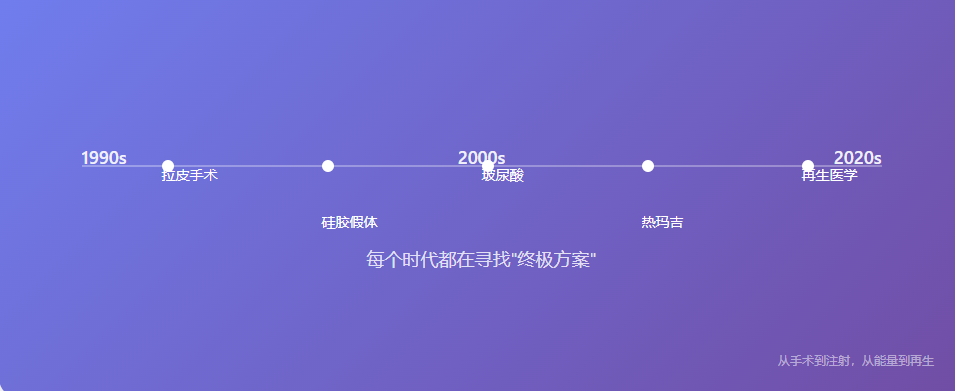 1990s
2000s
2020s
拉皮手术
玻尿酸
再生医学
硅胶假体
热玛吉
每个时代都在寻找"终极方案"
从手术到注射，从能量到再生